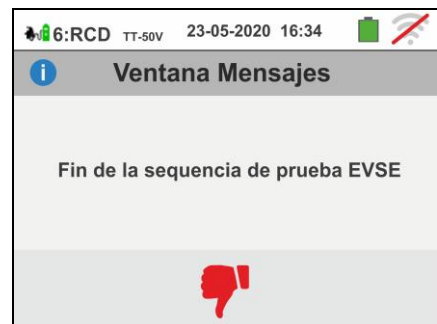 6:RCD TT-50V 23-05-2020 16:34
Ventana Mensajes
Fin de la sequencia de prueba EVSE